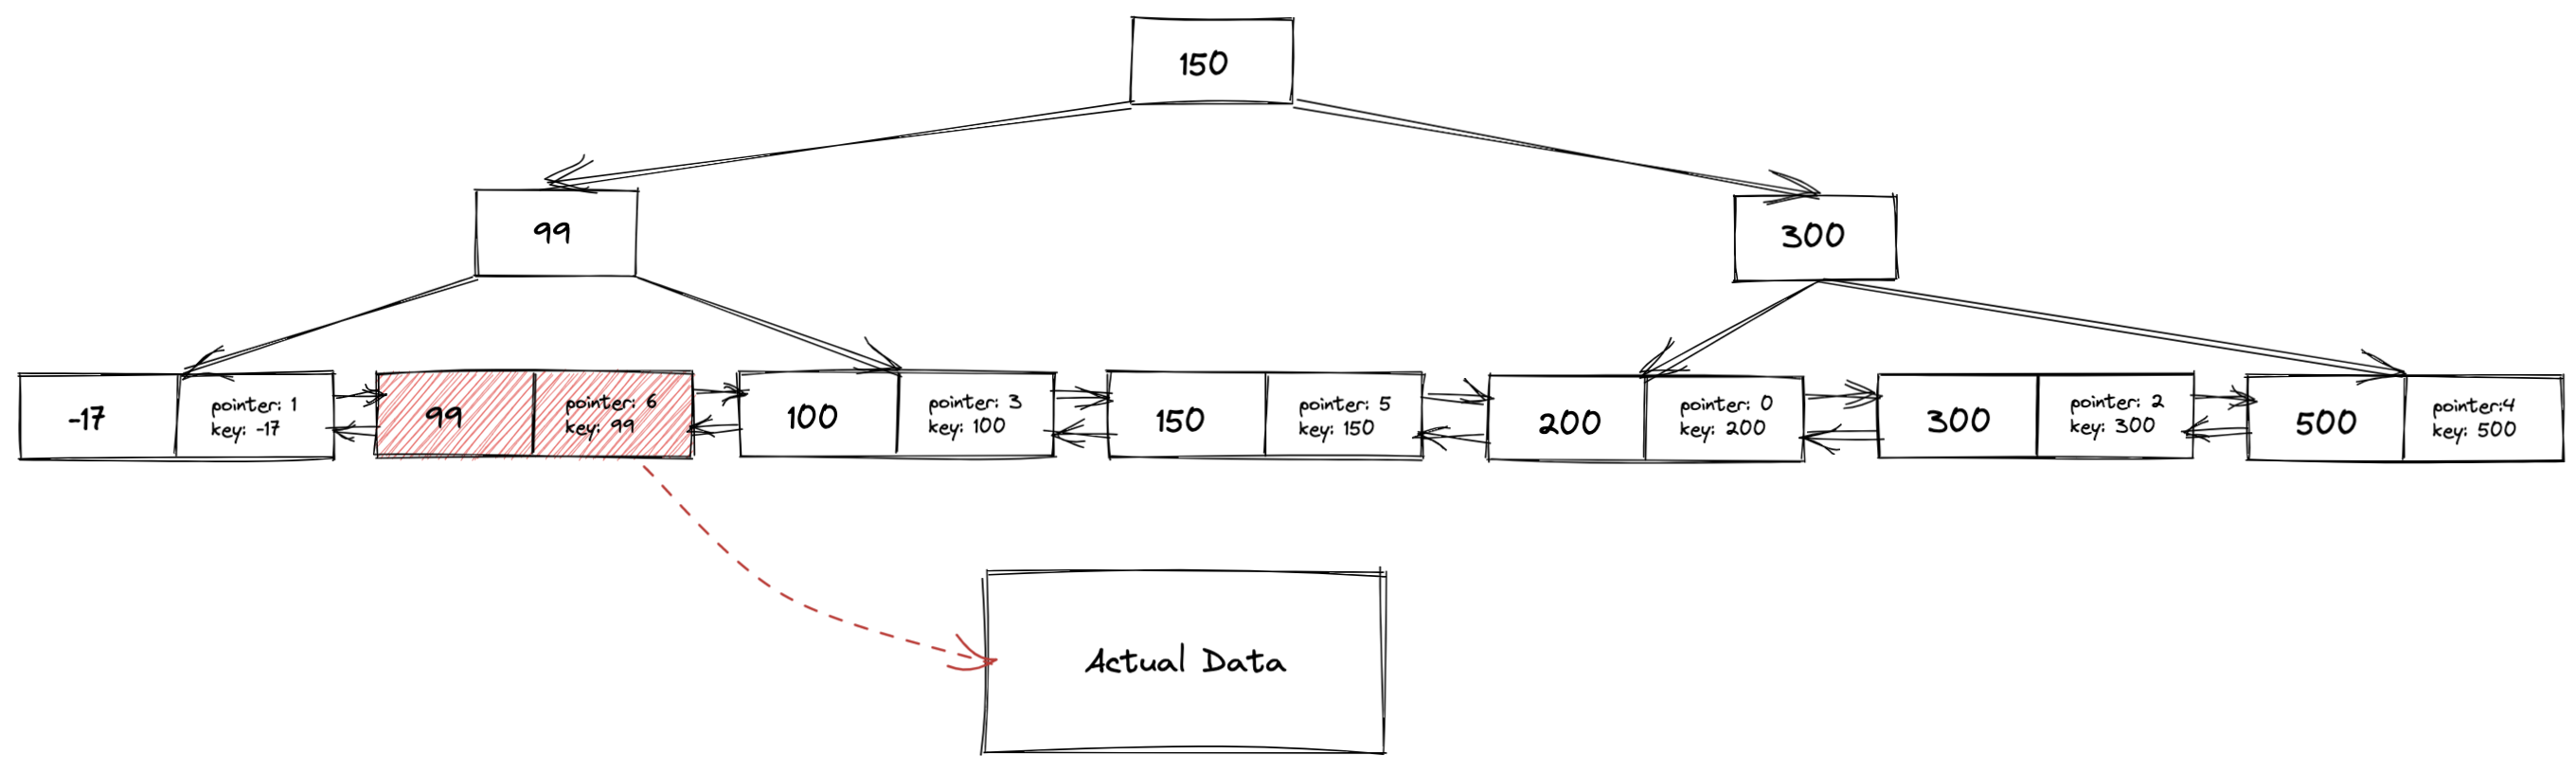 150
99
300
-17
pointer: 1
key: -17
99
pointer: 6
key: 99
100
pointer: 3
key: 100
150
pointer: 5
key: 150
200
pointer: 0
key: 200
300
pointer: 2
key: 300
500
pointer:4
key: 500
Actual Data